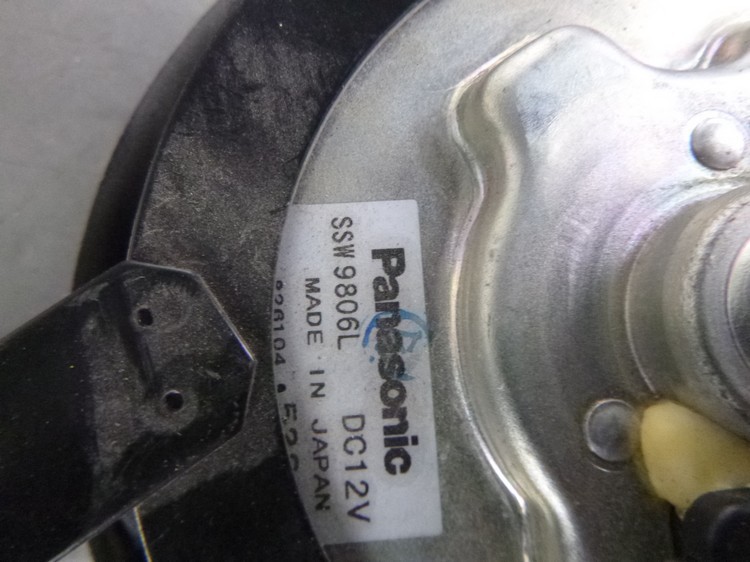 Panasonic
SSW9806L DC12V
MADE IN JAPAN